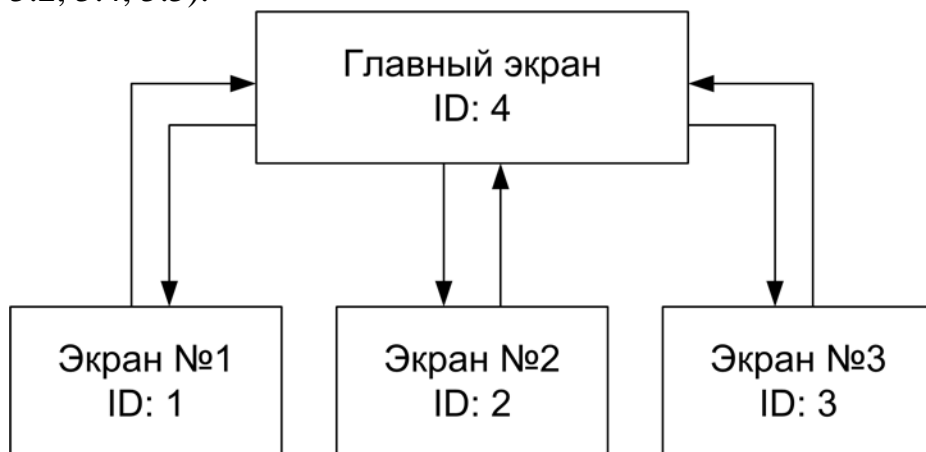 Главный экран
ID: 4
Экран №1
ID: 1
Экран №2
ID: 2
Экран №3
ID: 3